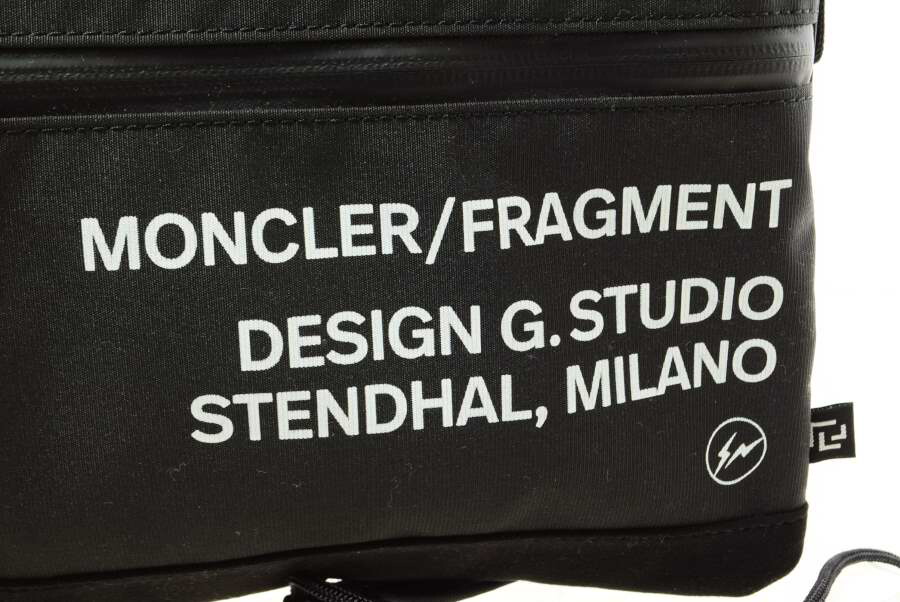 MONCLER/FRAGMENT
DESIGN G. STUDIO
STENDHAL, MILANO